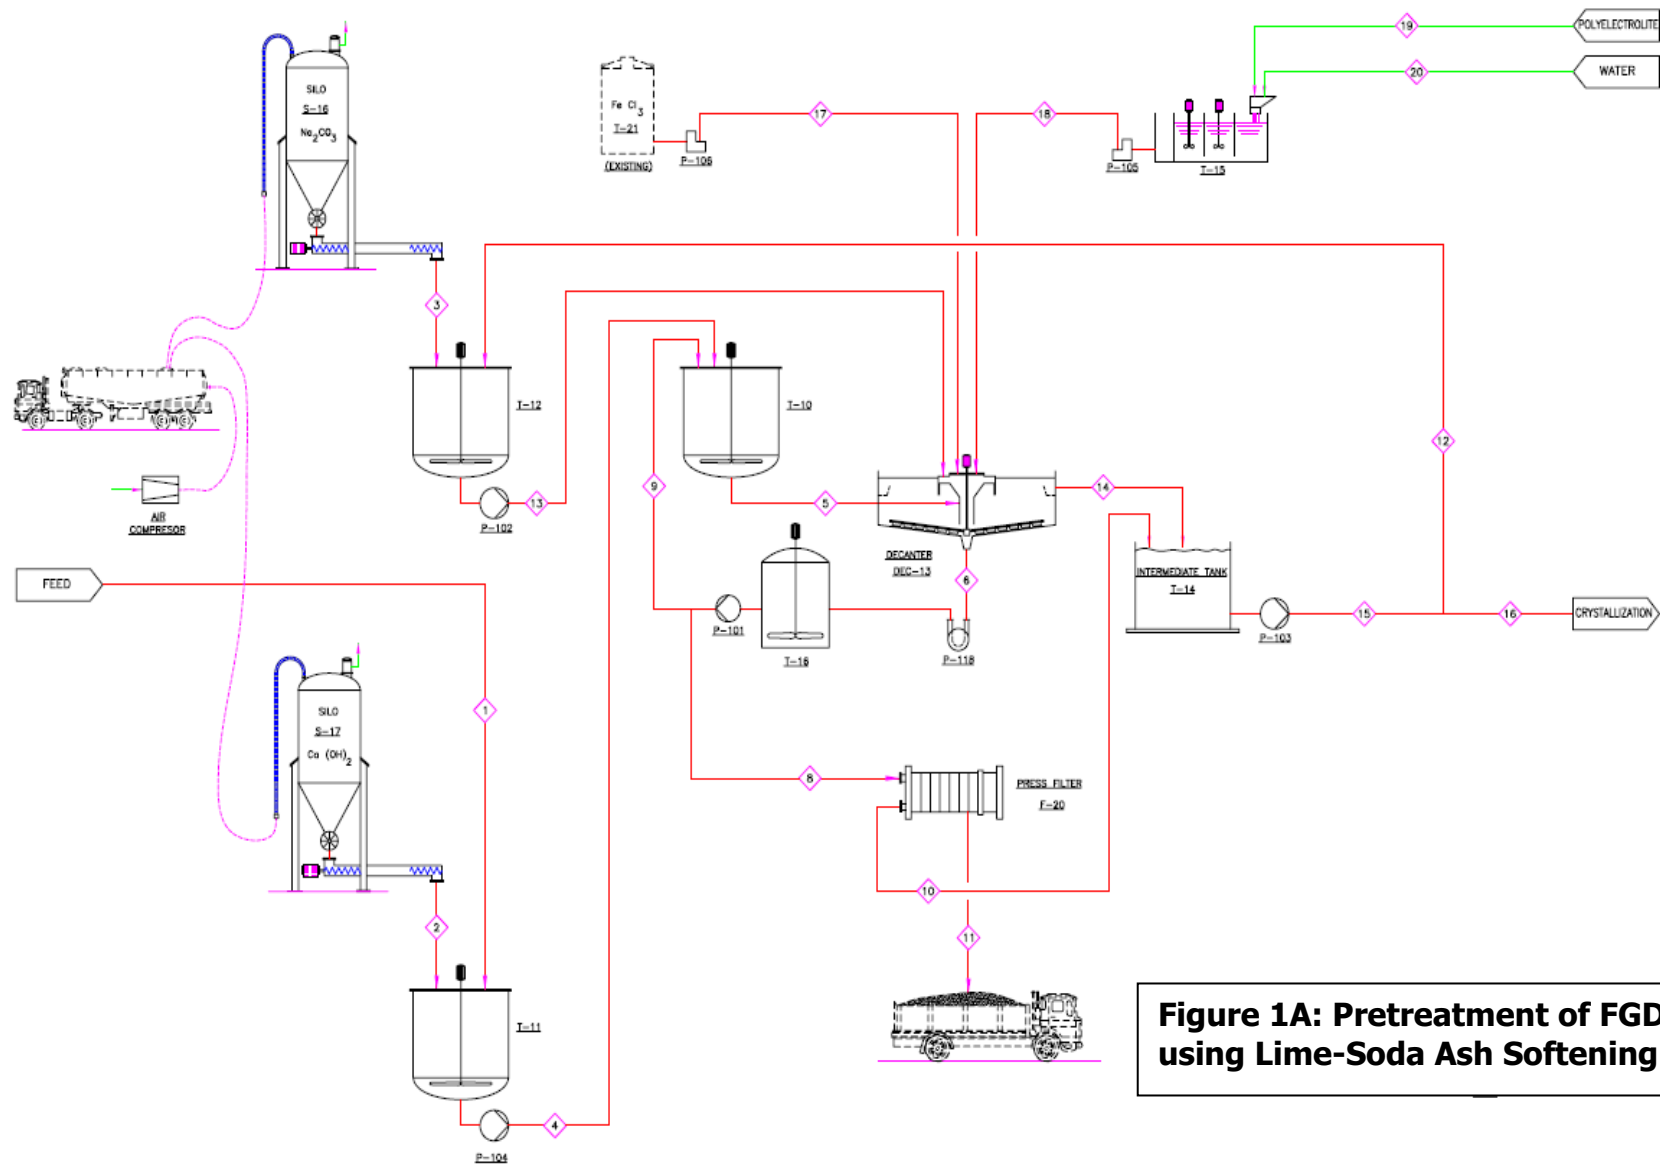 19
POLYELECTROLITE
20
WATER
SILO
S-16
Na2CO3
Fe Cl3
T-21
(EXISTING)
17
P-106
18
P-105
T-15
3
T-12
T-10
12
9
13
P-102
5
14
AIR
COMPRESOR
DECANTER
DEC-13
6
INTERMEDIATE TANK
T-14
FEED
P-101
T-16
P-118
P-103
15
16
CRYSTALLIZATION
SILO
S-17
Ca (OH)2
1
8
PRESS FILTER
F-20
10
2
11
T-11
4
P-104
Figure 1A: Pretreatment of FGD
using Lime-Soda Ash Softening